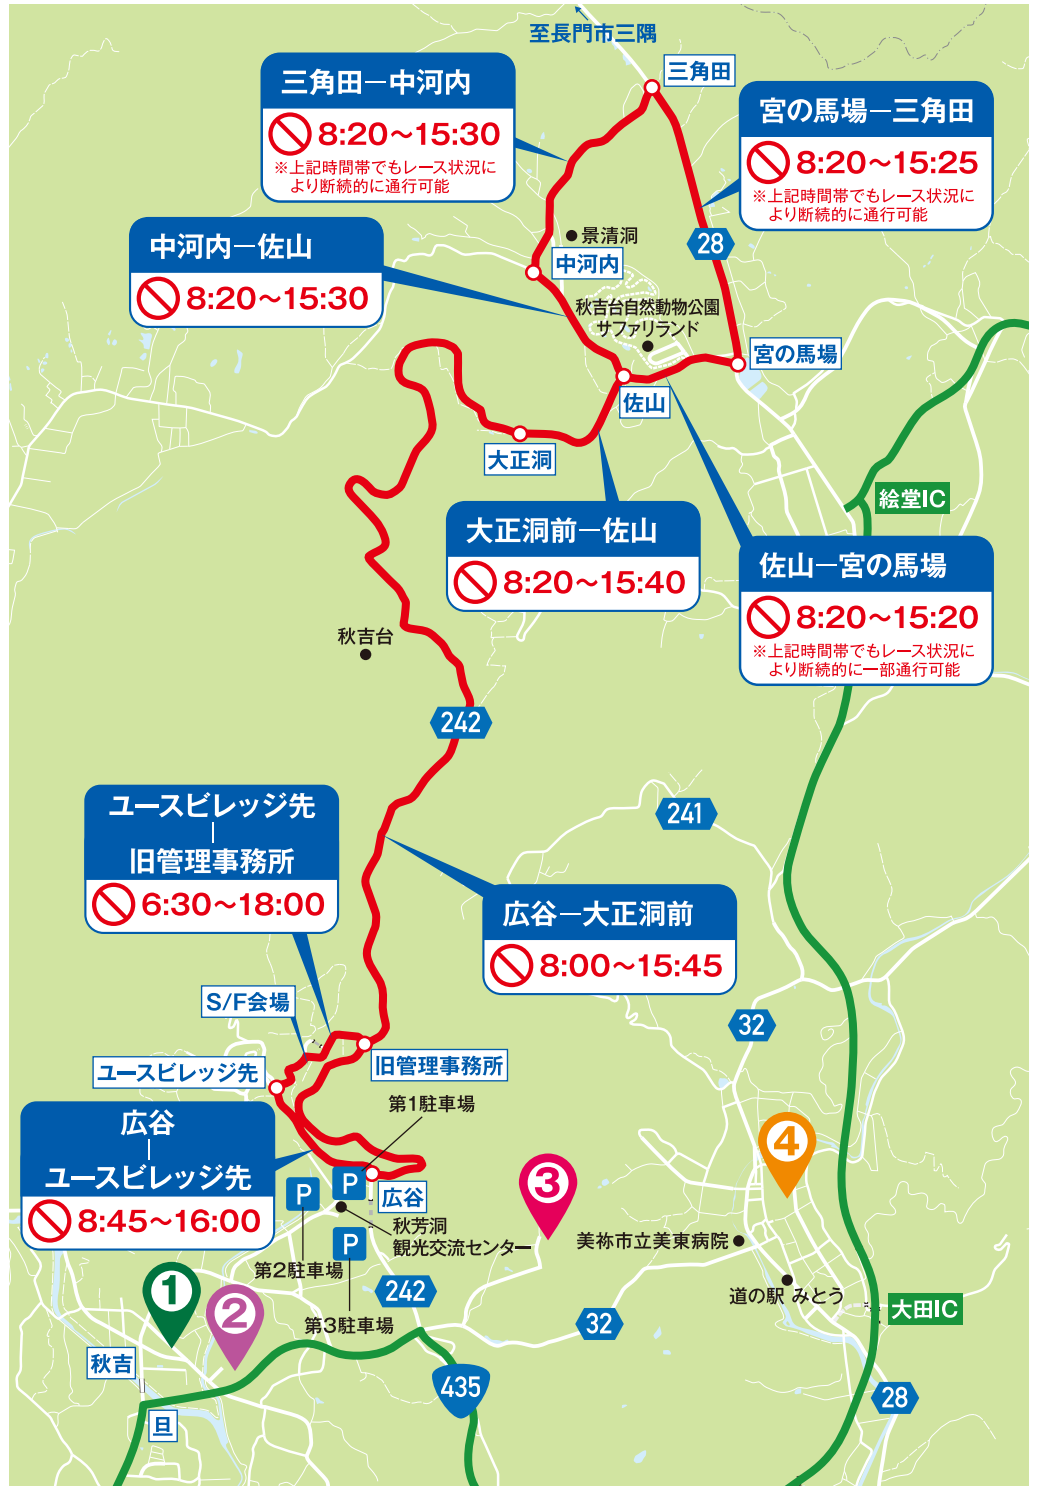 至長門市三隅
三角田
三角田―中河内
8:20～15:30
※上記時間帯でもレース状況に
より断続的に通行可能
宮の馬場―三角田
8:20～15:25
※上記時間帯でもレース状況に
より断続的に通行可能
中河内―佐山
8:20～15:30
景清洞
中河内
28
秋吉台自然動物公園
サファリランド
宮の馬場
佐山
大正洞
絵堂IC
大正洞前―佐山
8:20～15:40
佐山―宮の馬場
8:20～15:20
※上記時間帯でもレース状況に
より断続的に一部通行可能
秋吉台
242
241
ユースビレッジ先
｜
旧管理事務所
6:30～18:00
広谷―大正洞前
8:00～15:45
S/F会場
32
旧管理事務所
ユースビレッジ先
第1駐車場
広谷
｜
ユースビレッジ先
8:45～16:00
P
P
広谷
秋芳洞
観光交流センター
P
第2駐車場
第3駐車場
3
4
美祢市立美東病院
道の駅 みとう
1
2
242
32
大田IC
秋吉
旦
435
28